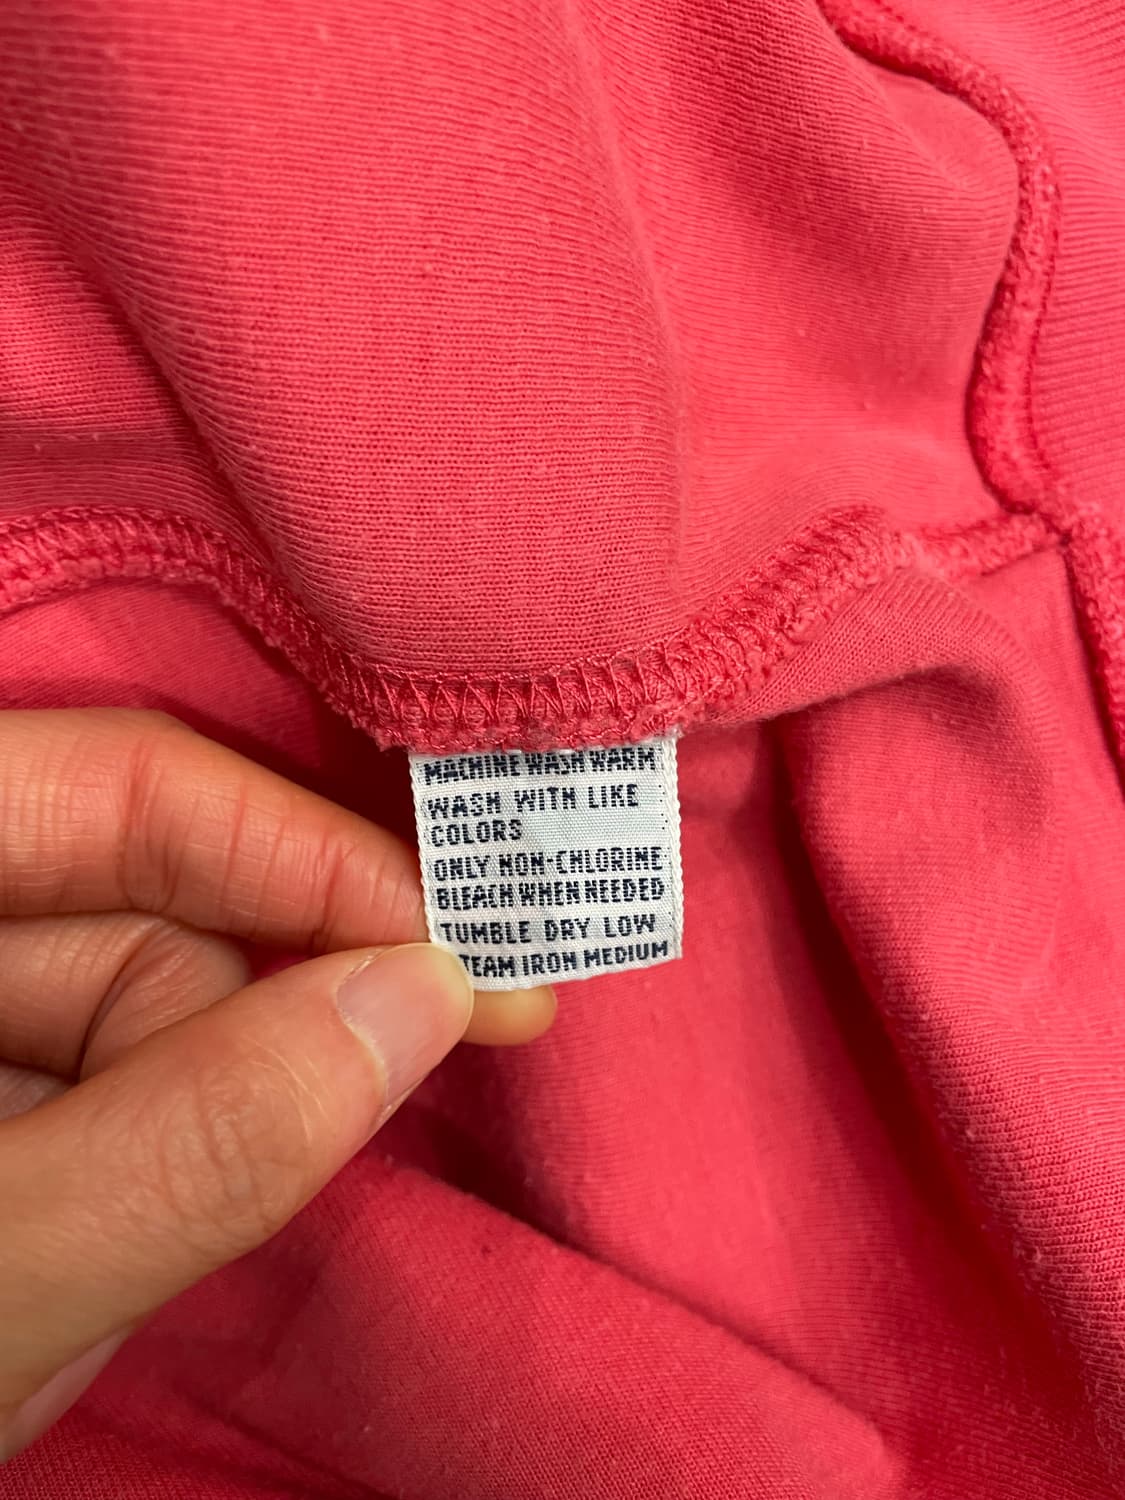 MACHINE WASH WARM
WASH WITH LIKE
COLORS
ONLY NON-CHLORINE
BLEACH WHEN NEEDED
TUMBLE DRY LOW
TEAM IRON MEDIUM